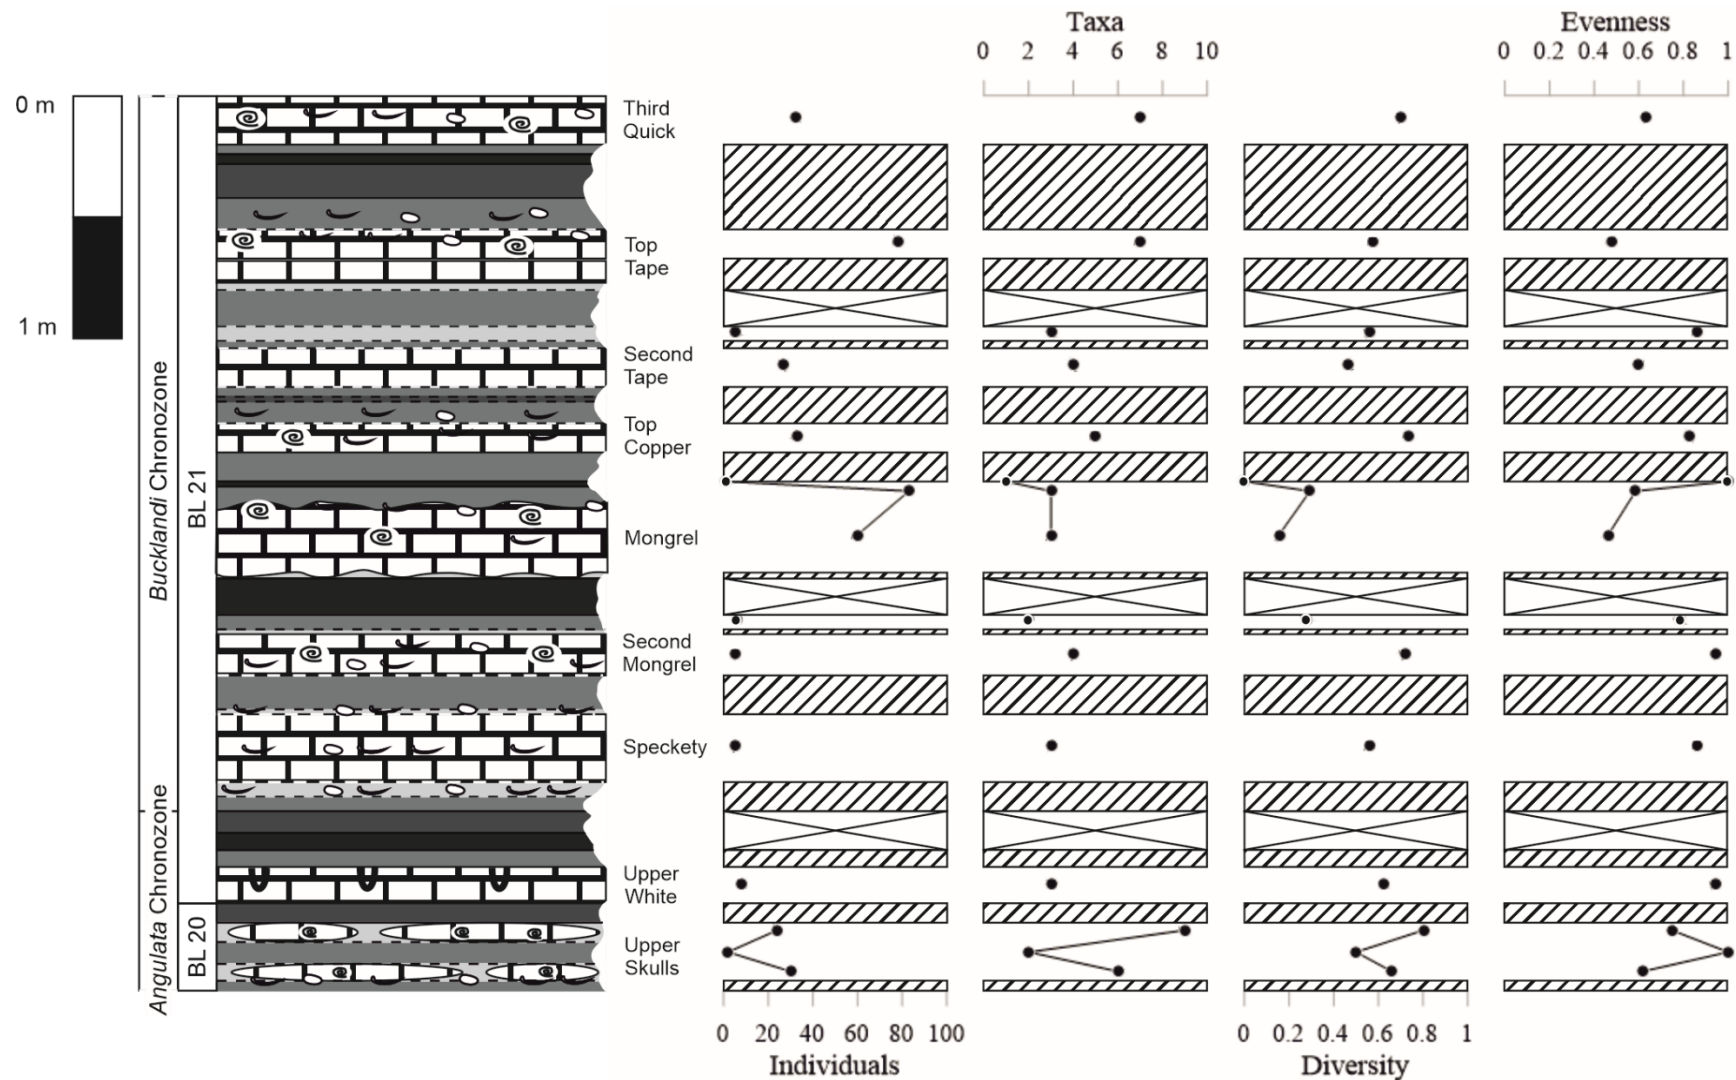 Taxa
0 2 4 6 8 10
Evenness
0 0.2 0.4 0.6 0.8 1
0 m
1 m
Bucklandi Chronozone
Angulata Chronozone
BL 21
BL 20
Third
Quick
Top
Tape
Second
Tape
Top
Copper
Mongrel
Second
Mongrel
Speckety
Upper
White
Upper
Skulls
0 20 40 60 80 100
Individuals
0 0.2 0.4 0.6 0.8 1
Diversity